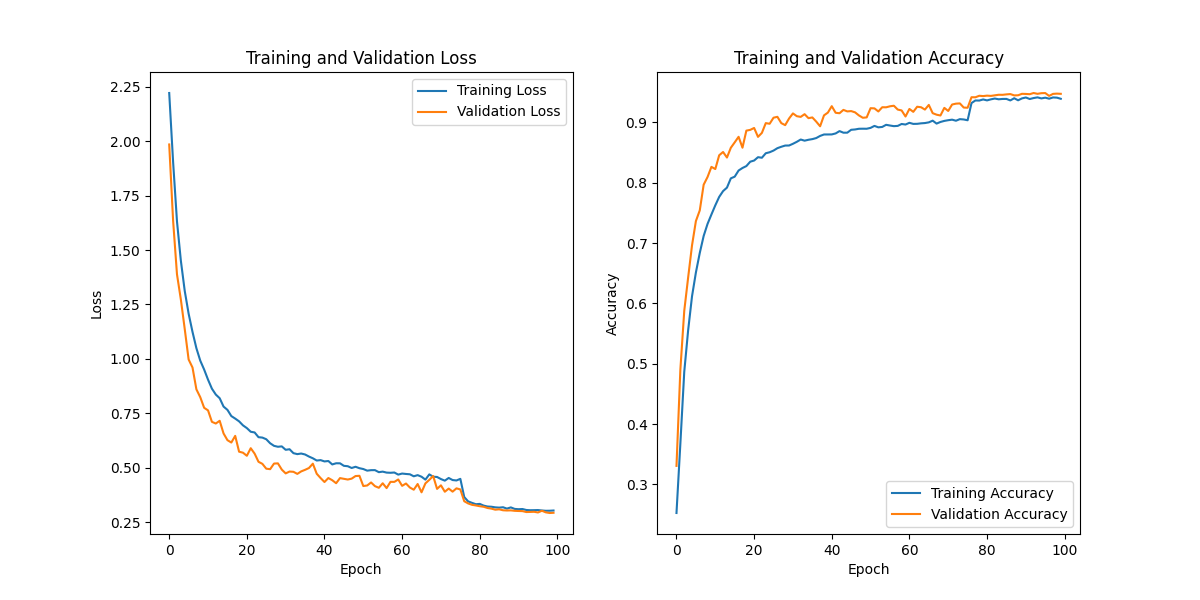 Training and Validation Loss
Training Loss
Validation Loss
2.25
2.00
1.75
1.50
1.25
1.00
0.75
0.50
0.25
Loss
0 20 40 60 80 100
Epoch
Training and Validation Accuracy
0.9
0.8
0.7
0.6
0.5
0.4
0.3
Accuracy
Training Accuracy
Validation Accuracy
0 20 40 60 80 100
Epoch